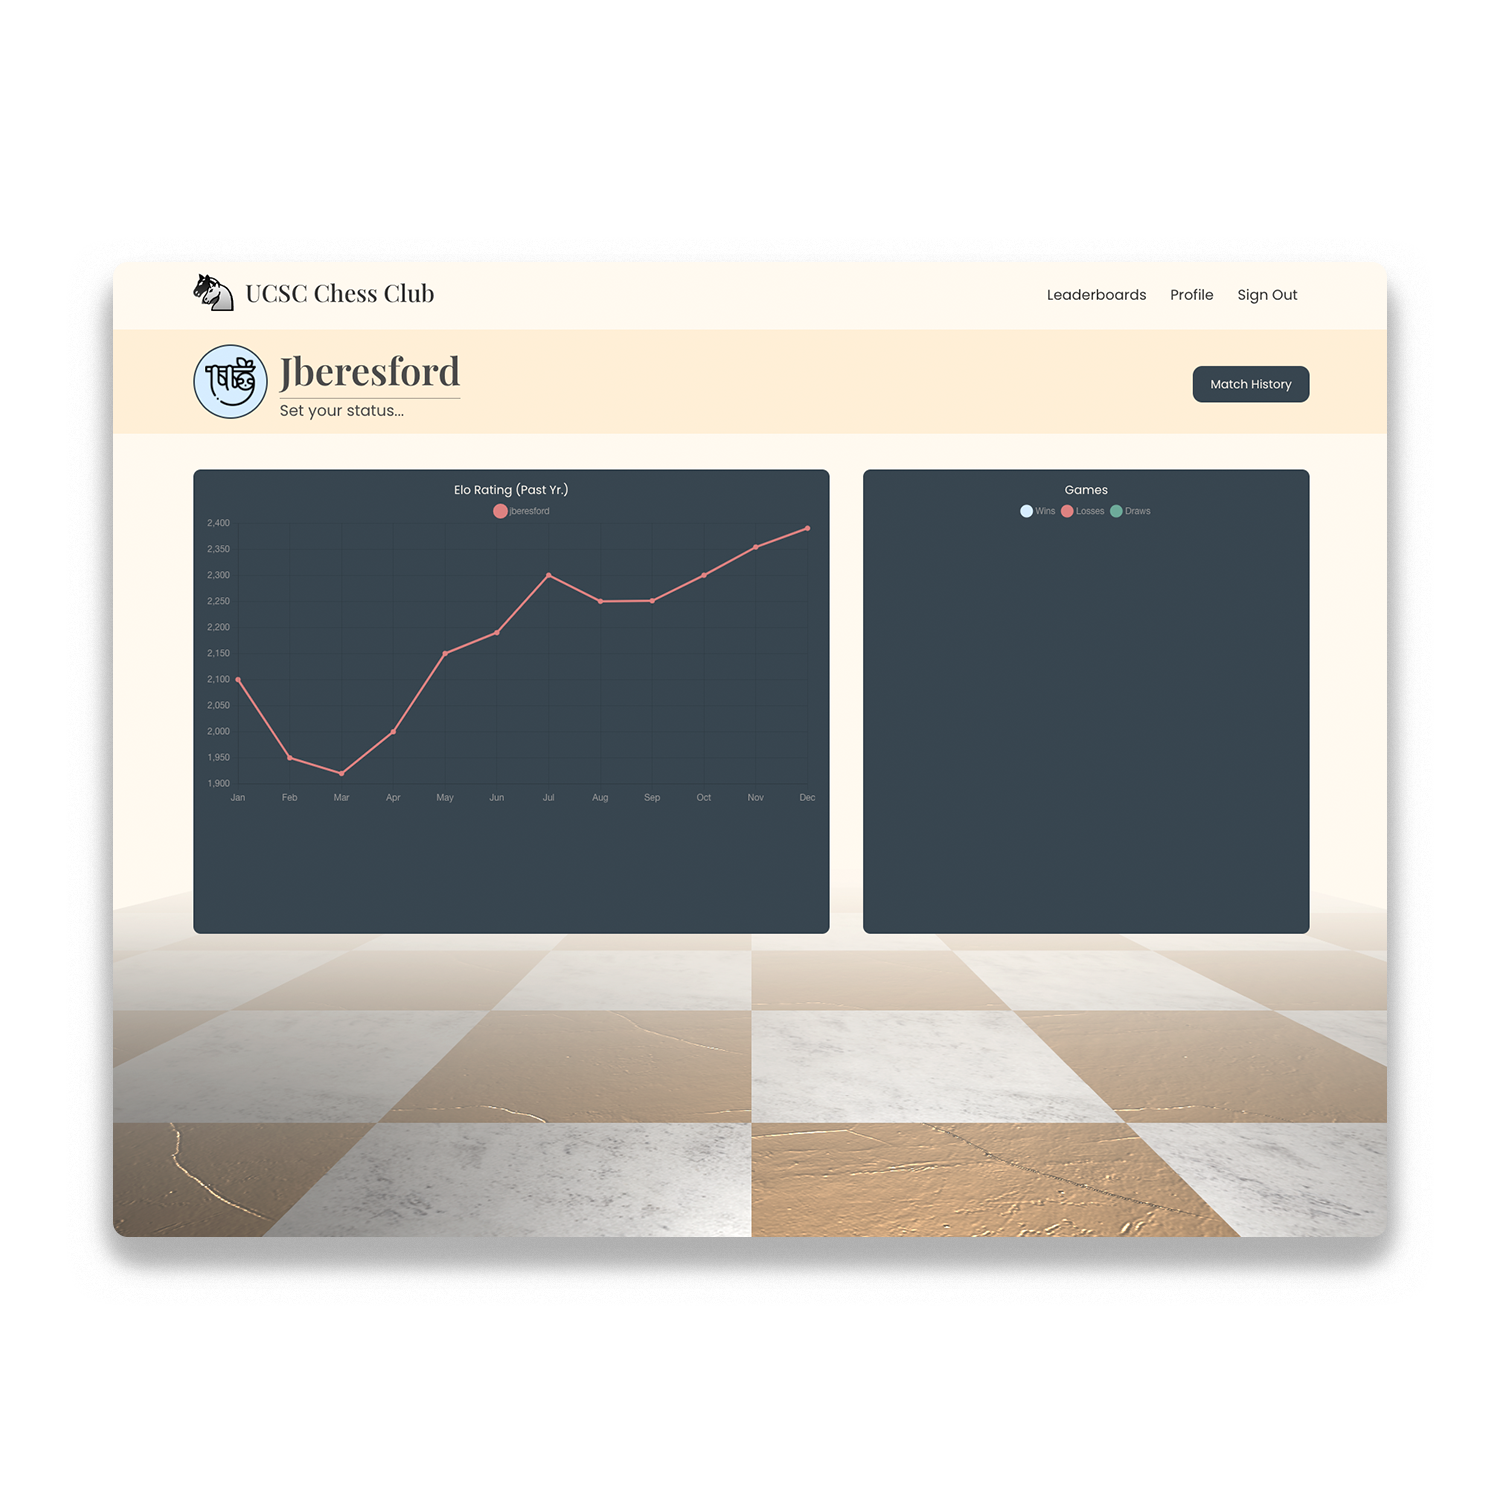 UCSC Chess Club
Leaderboards Profile Sign Out
Jberesford
Set your status...
Match History
Elo Rating (Past Yr.)
jberesford
2,400
2,350
2,300
2,250
2,200
2,150
2,100
2,050
2,000
1,950
1,900
Jan Feb Mar Apr May Jun Jul Aug Sep Oct Nov Dec
Games
Wins Losses Draws